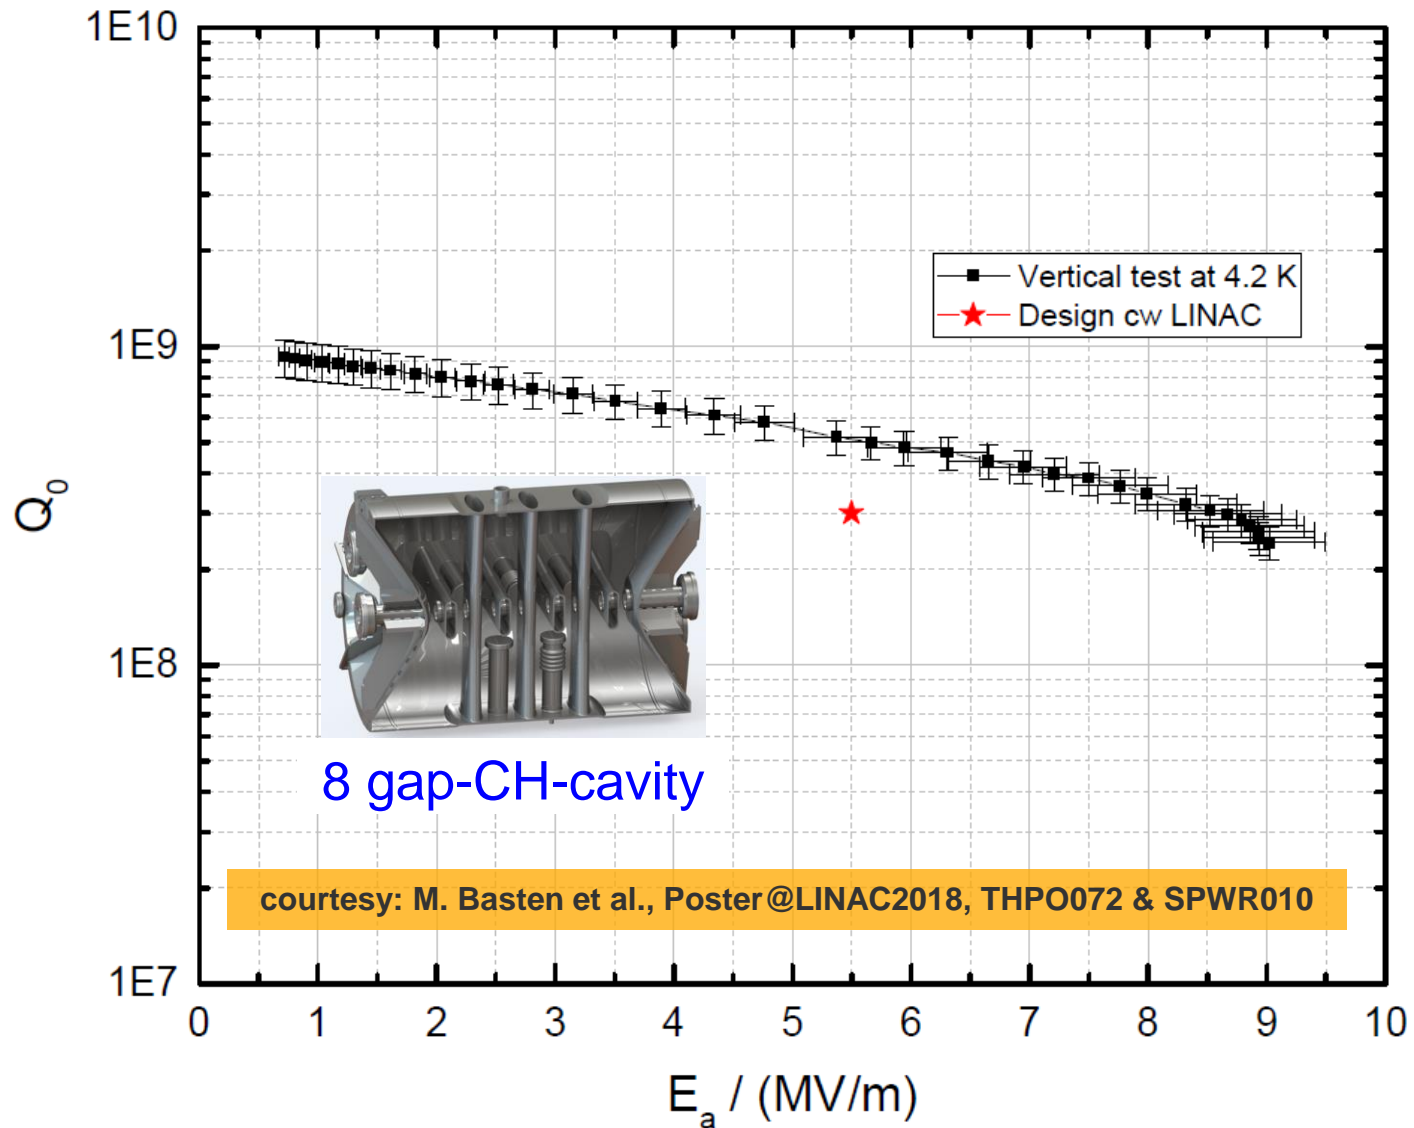 1E10
1E9
1E8
1E7
Q0
Vertical test at 4.2 K
Design cw LINAC
8 gap-CH-cavity
courtesy: M. Basten et al., Poster@LINAC2018, THPO072 & SPWR010
0 1 2 3 4 5 6 7 8 9 10
Ea / (MV/m)